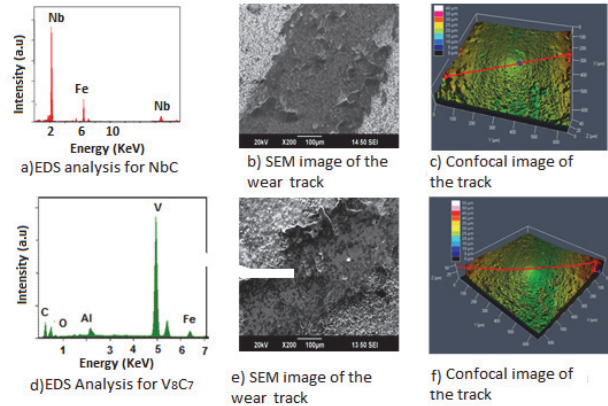 Intensity (a.u)
Nb
Fe
Nb
2 6 10
Energy (KeV)
a)EDS analysis for NbC
20kV X200 100µm 14 50 SEI
b) SEM image of the
wear track
c) Confocal image of
the track
Intensity (a.u)
V
C
O
Al
Fe
1 3 4 5 6 7
Energy (KeV)
d)EDS Analysis for V8C7
20kV X200 100µm 13 50 SEI
e) SEM image of the
wear track
f) Confocal image of
the track